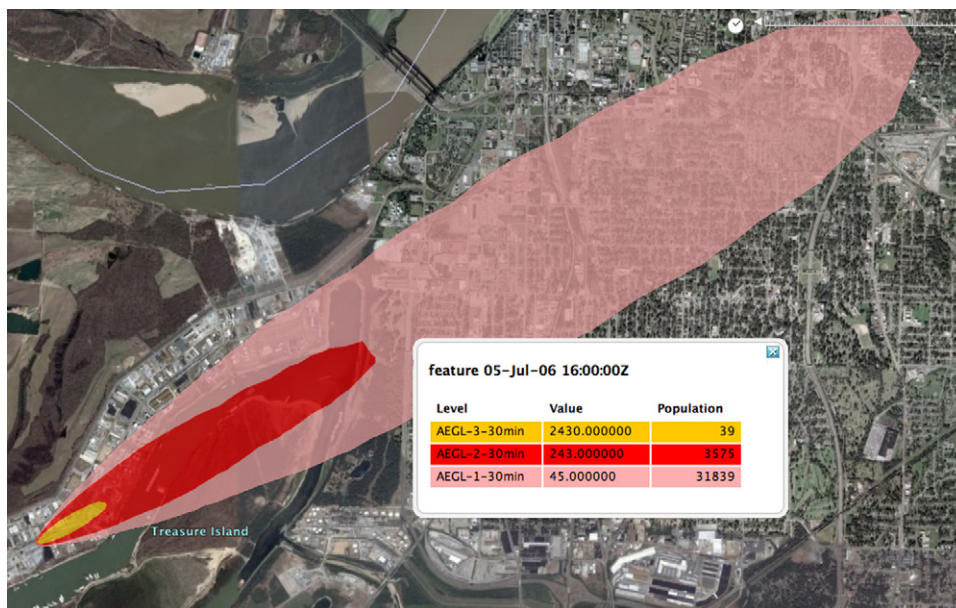 feature 05-Jul-06 16:00:00Z
Level Value Population
AEGL-3-30min 2430.000000 39
AEGL-2-30min 243.000000 3575
AEGL-1-30min 45.000000 31839
Treasure Island